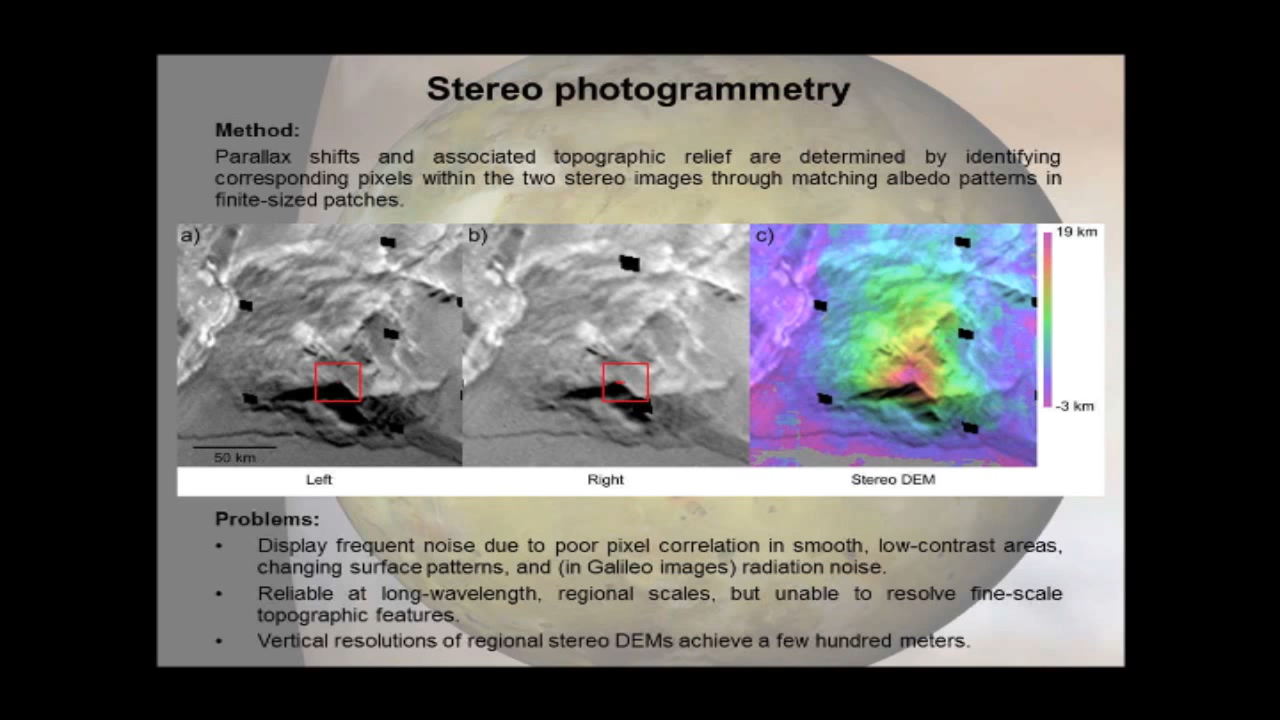 Stereo photogrammetry
Method:
Parallax shifts and associated topographic relief are determined by identifying
corresponding pixels within the two stereo images through matching albedo patterns in
finite-sized patches.
a)
b)
c)
19 km
-3 km
50 km
Left
Right
Stereo DEM
Problems:
• Display frequent noise due to poor pixel correlation in smooth, low-contrast areas,
changing surface patterns, and (in Galileo images) radiation noise.
• Reliable at long-wavelength, regional scales, but unable to resolve fine-scale
topographic features.
• Vertical resolutions of regional stereo DEMs achieve a few hundred meters.